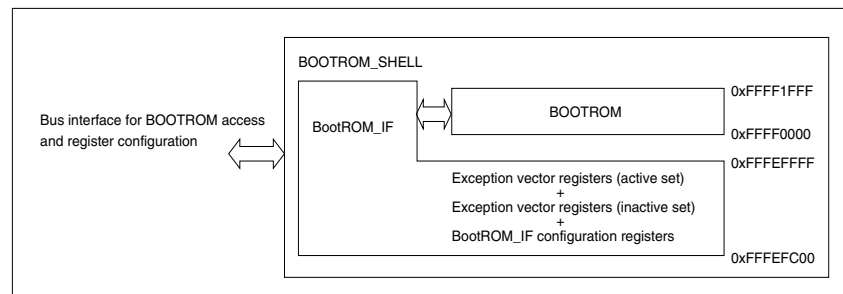 BOOTROM_SHELL
Bus interface for BOOTROM access
and register configuration
BootROM_IF
BOOTROM
0xFFFF1FFF
0xFFFF0000
0xFFFEFFFF
Exception vector registers (active set)
+
Exception vector registers (inactive set)
+
BootROM_IF configuration registers
0xFFFEFC00